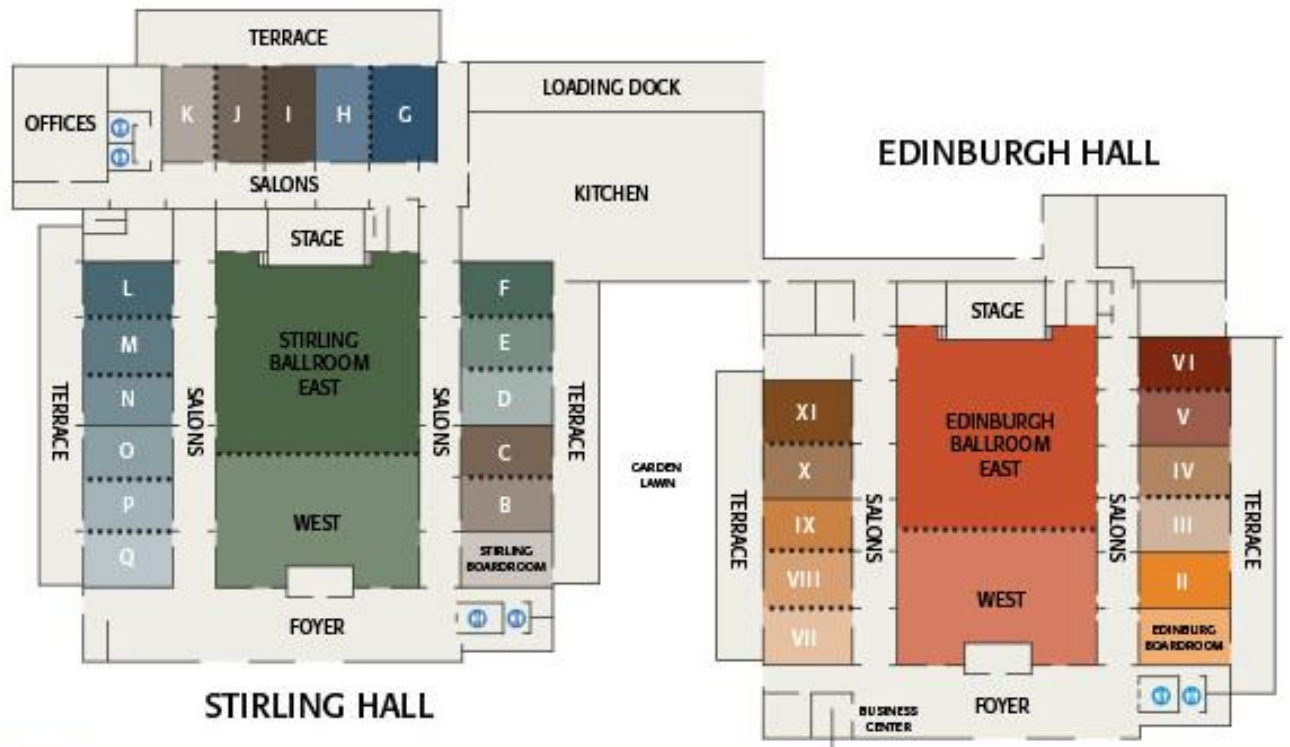 TERRACE
LOADING DOCK
OFFICES
K
J
I
H
G
EDINBURGH HALL
SALONS
KITCHEN
STAGE
L
F
STAGE
STIRLING
BALLROOM
EAST
M
E
VI
N
D
TERRACE
SALONS
SALONS
TERRACE
XI
EDINBURGH
BALLROOM
EAST
V
O
C
X
IV
GARDEN
LAWN
P
B
WEST
TERRACE
SALONS
SALONS
TERRACE
IX
III
Q
STIRLING
BOARDROOM
VIII
WEST
II
FOYER
VII
EDINBURG
BOARDROOM
STIRLING HALL
BUSINESS
CENTER
FOYER